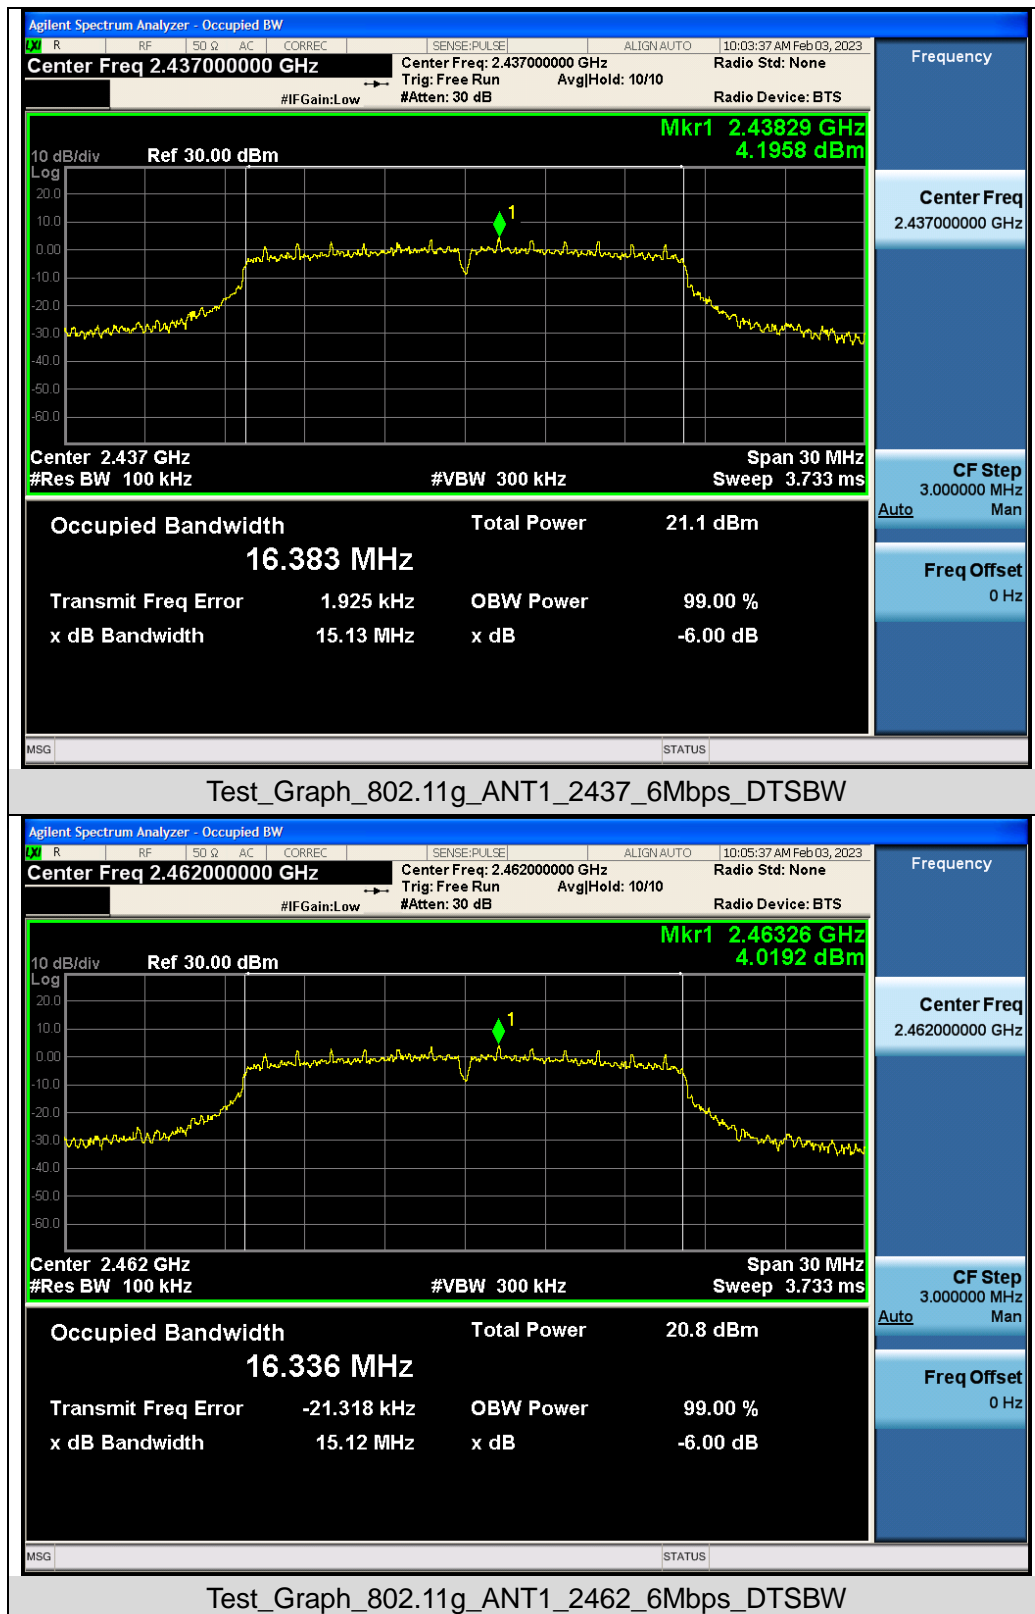 Agilent Spectrum Analyzer - Occupied BW
LXI R RF 50 Ω AC CORREC SENSE:PULSE ALIGN AUTO 10:03:37 AM Feb 03, 2023
Center Freq 2.437000000 GHz
Center Freq: 2.437000000 GHz Radio Std: None
Trig: Free Run Avg|Hold: 10/10
#IFGain:Low #Atten: 30 dB Radio Device: BTS
Frequency
Mkr1 2.43829 GHz
4.1958 dBm
10 dB/div Ref 30.00 dBm
Log
20.0
10.0
0.00
-10.0
-20.0
-30.0
-40.0
-50.0
-60.0
1
Center 2.437 GHz Span 30 MHz
#Res BW 100 kHz #VBW 300 kHz Sweep 3.733 ms
Center Freq
2.437000000 GHz
CF Step
3.000000 MHz
Auto Man
Freq Offset
0 Hz
Occupied Bandwidth Total Power 21.1 dBm
16.383 MHz
Transmit Freq Error 1.925 kHz OBW Power 99.00 %
x dB Bandwidth 15.13 MHz x dB -6.00 dB
MSG STATUS
Test_Graph_802.11g_ANT1_2437_6Mbps_DTSBW
Agilent Spectrum Analyzer - Occupied BW
LXI R RF 50 Ω AC CORREC SENSE:PULSE ALIGN AUTO 10:05:37 AM Feb 03, 2023
Center Freq 2.462000000 GHz
Center Freq: 2.462000000 GHz Radio Std: None
Trig: Free Run Avg|Hold: 10/10
#IFGain:Low #Atten: 30 dB Radio Device: BTS
Frequency
Mkr1 2.46326 GHz
4.0192 dBm
10 dB/div Ref 30.00 dBm
Log
20.0
10.0
0.00
-10.0
-20.0
-30.0
-40.0
-50.0
-60.0
1
Center 2.462 GHz Span 30 MHz
#Res BW 100 kHz #VBW 300 kHz Sweep 3.733 ms
Center Freq
2.462000000 GHz
CF Step
3.000000 MHz
Auto Man
Freq Offset
0 Hz
Occupied Bandwidth Total Power 20.8 dBm
16.336 MHz
Transmit Freq Error -21.318 kHz OBW Power 99.00 %
x dB Bandwidth 15.12 MHz x dB -6.00 dB
MSG STATUS
Test_Graph_802.11g_ANT1_2462_6Mbps_DTSBW